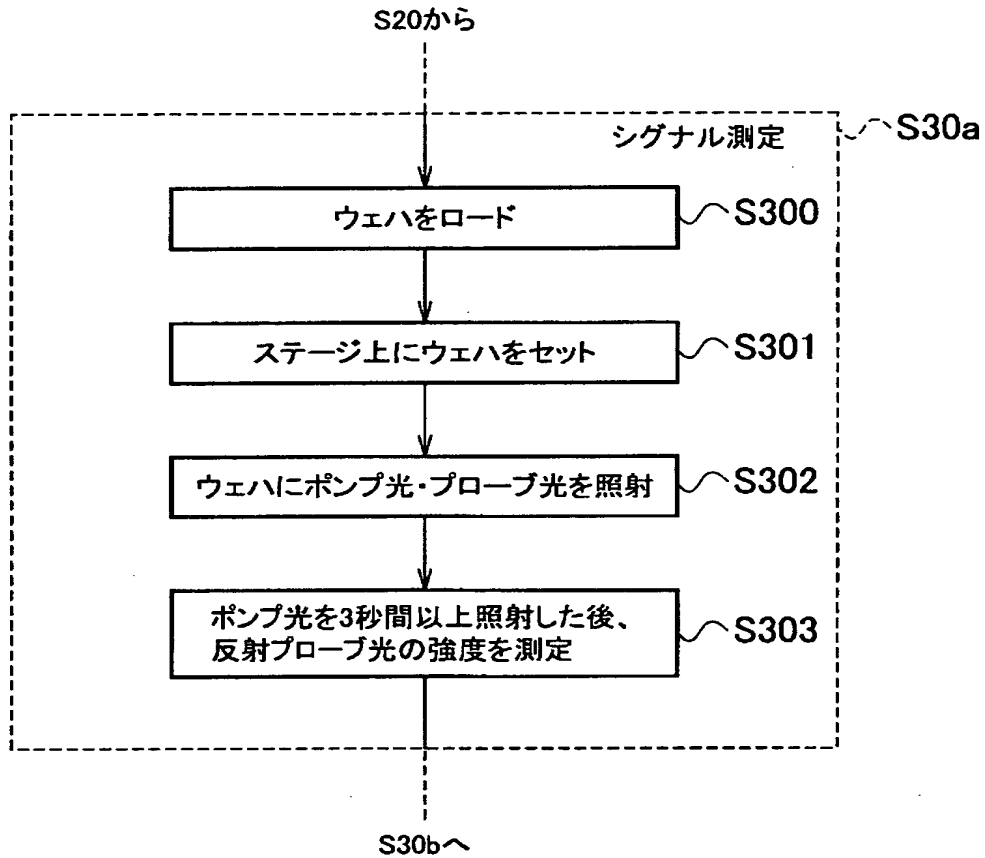 S20から
シグナル測定
S30a
ウェハをロード
S300
ステージ上にウェハをセット
S301
ウェハにポンプ光・プローブ光を照射
S302
ポンプ光を3秒間以上照射した後、
反射プローブ光の強度を測定
S303
S30bへ